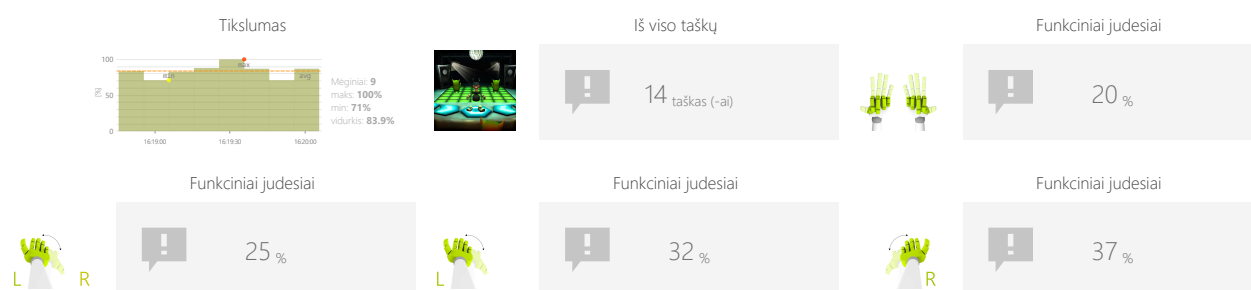 Tikslumas
100
50
0
[%]
min
max
avg
16:19:00
16:19:30
16:20:00
Mėginiai: 9
maks: 100%
min: 71%
vidurkis: 83.9%
Iš viso taškų
14 taškas (-ai)
Funkciniai judesiai
20 %
Funkciniai judesiai
L R
25 %
Funkciniai judesiai
L
32 %
Funkciniai judesiai
R
37 %